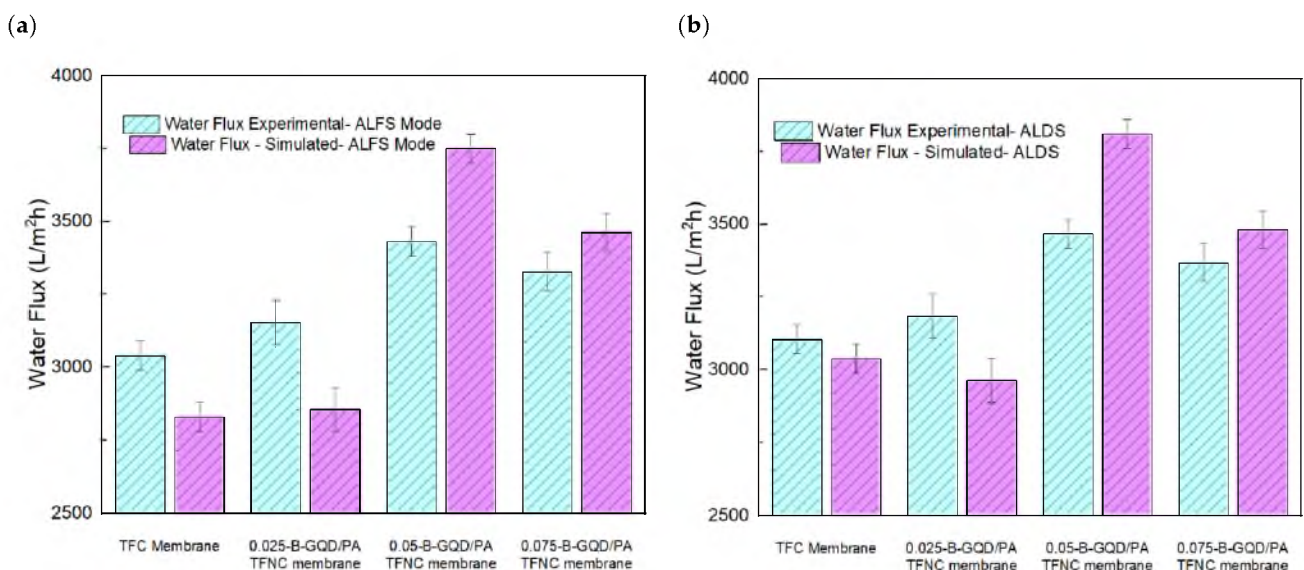 (a)
4000
3500
3000
2500
Water Flux (L/m²h)
Water Flux Experimental- ALFS Mode
Water Flux - Simulated- ALFS Mode
TFC Membrane
0.025-B-GQD/PA
TFNC membrane
0.05-B-GQD/PA
TFNC membrane
0.075-B-GQD/PA
TFNC membrane
(b)
4000
3500
3000
2500
Water Flux (L/m²h)
Water Flux Experimental- ALDS
Water Flux - Simulated- ALDS
TFC Membrane
0.025-B-GQD/PA
TFNC membrane
0.05-B-GQD/PA
TFNC membrane
0.075-B-GQD/PA
TFNC membrane